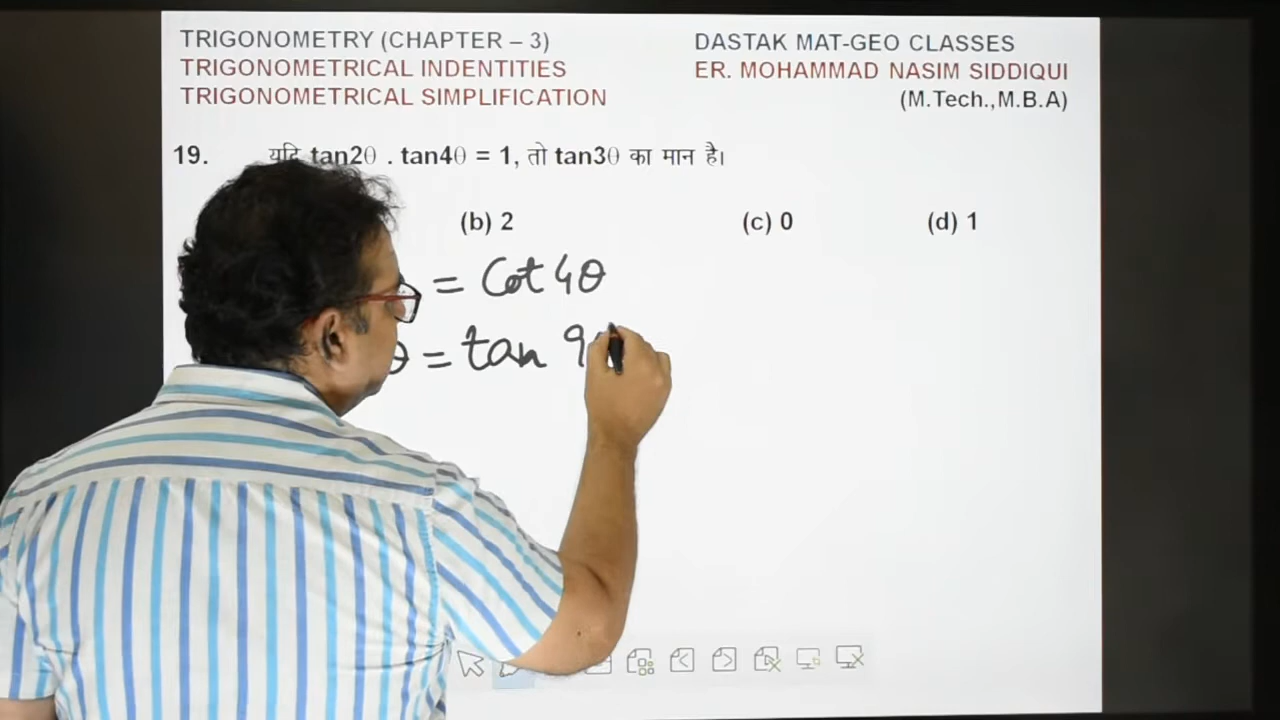 TRIGONOMETRY (CHAPTER – 3)
DASTAK MAT-GEO CLASSES
TRIGONOMETRICAL INDENTITIES
ER. MOHAMMAD NASIM SIDDIQUI
TRIGONOMETRICAL SIMPLIFICATION
(M.Tech.,M.B.A)
19. यदि tan2θ . tan4θ = 1, तो tan3θ का मान है।
(b) 2 (c) 0 (d) 1
= Cot 4θ
θ = tan 9